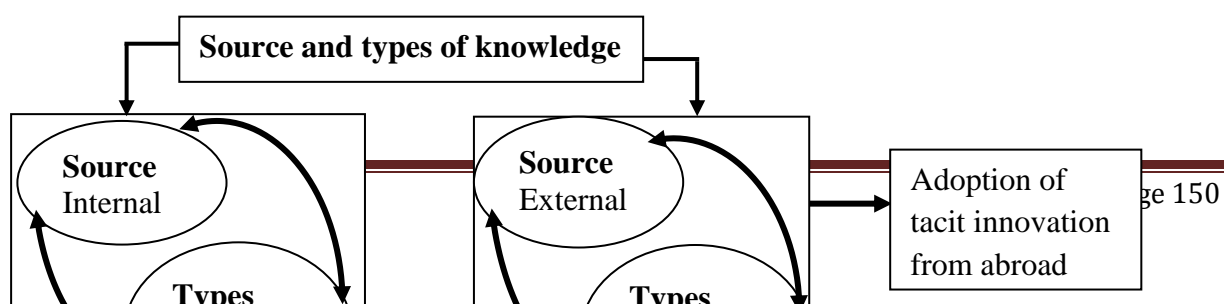 Source and types of knowledge
Source
Internal
Types
Source
External
Types
Adoption of
tacit innovation
from abroad
ge 150